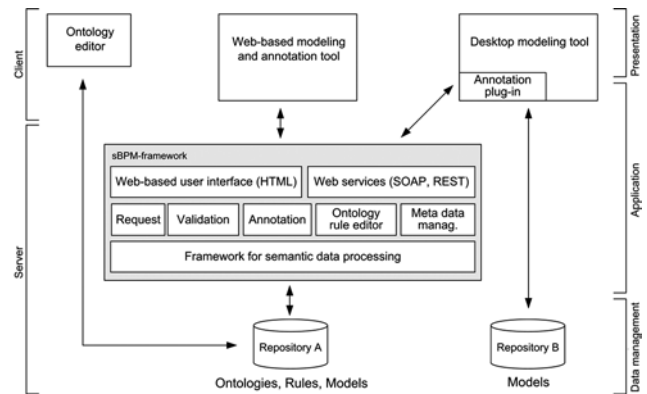 Client
Ontology
editor
Web-based modeling
and annotation tool
Desktop modeling tool
Annotation
plug-in
Presentation
Server
sBPM-framework
Web-based user interface (HTML)
Web services (SOAP, REST)
Request
Validation
Annotation
Ontology
rule editor
Meta data
manag.
Framework for semantic data processing
Application
Repository A
Ontologies, Rules, Models
Repository B
Models
Data management